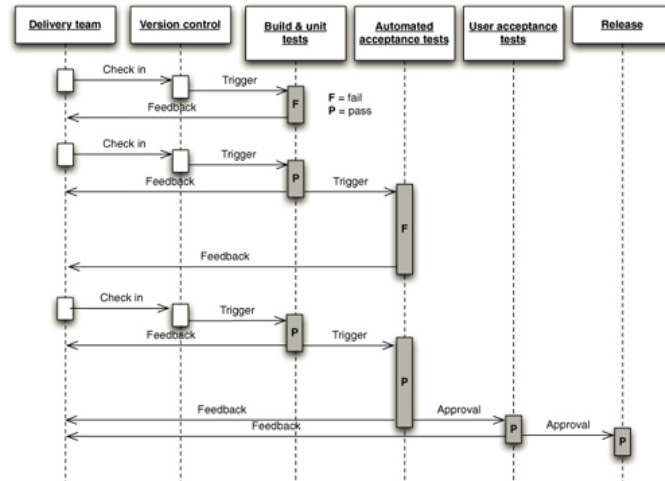 Delivery team
Version control
Build & unit
tests
Automated
acceptance tests
User acceptance
tests
Release
Check in
Trigger
Feedback
F
F = fail
P = pass
Check in
Trigger
Feedback
P
Trigger
F
Feedback
Check in
Trigger
Feedback
P
Trigger
P
Feedback
Approval
Feedback
P
Approval
P